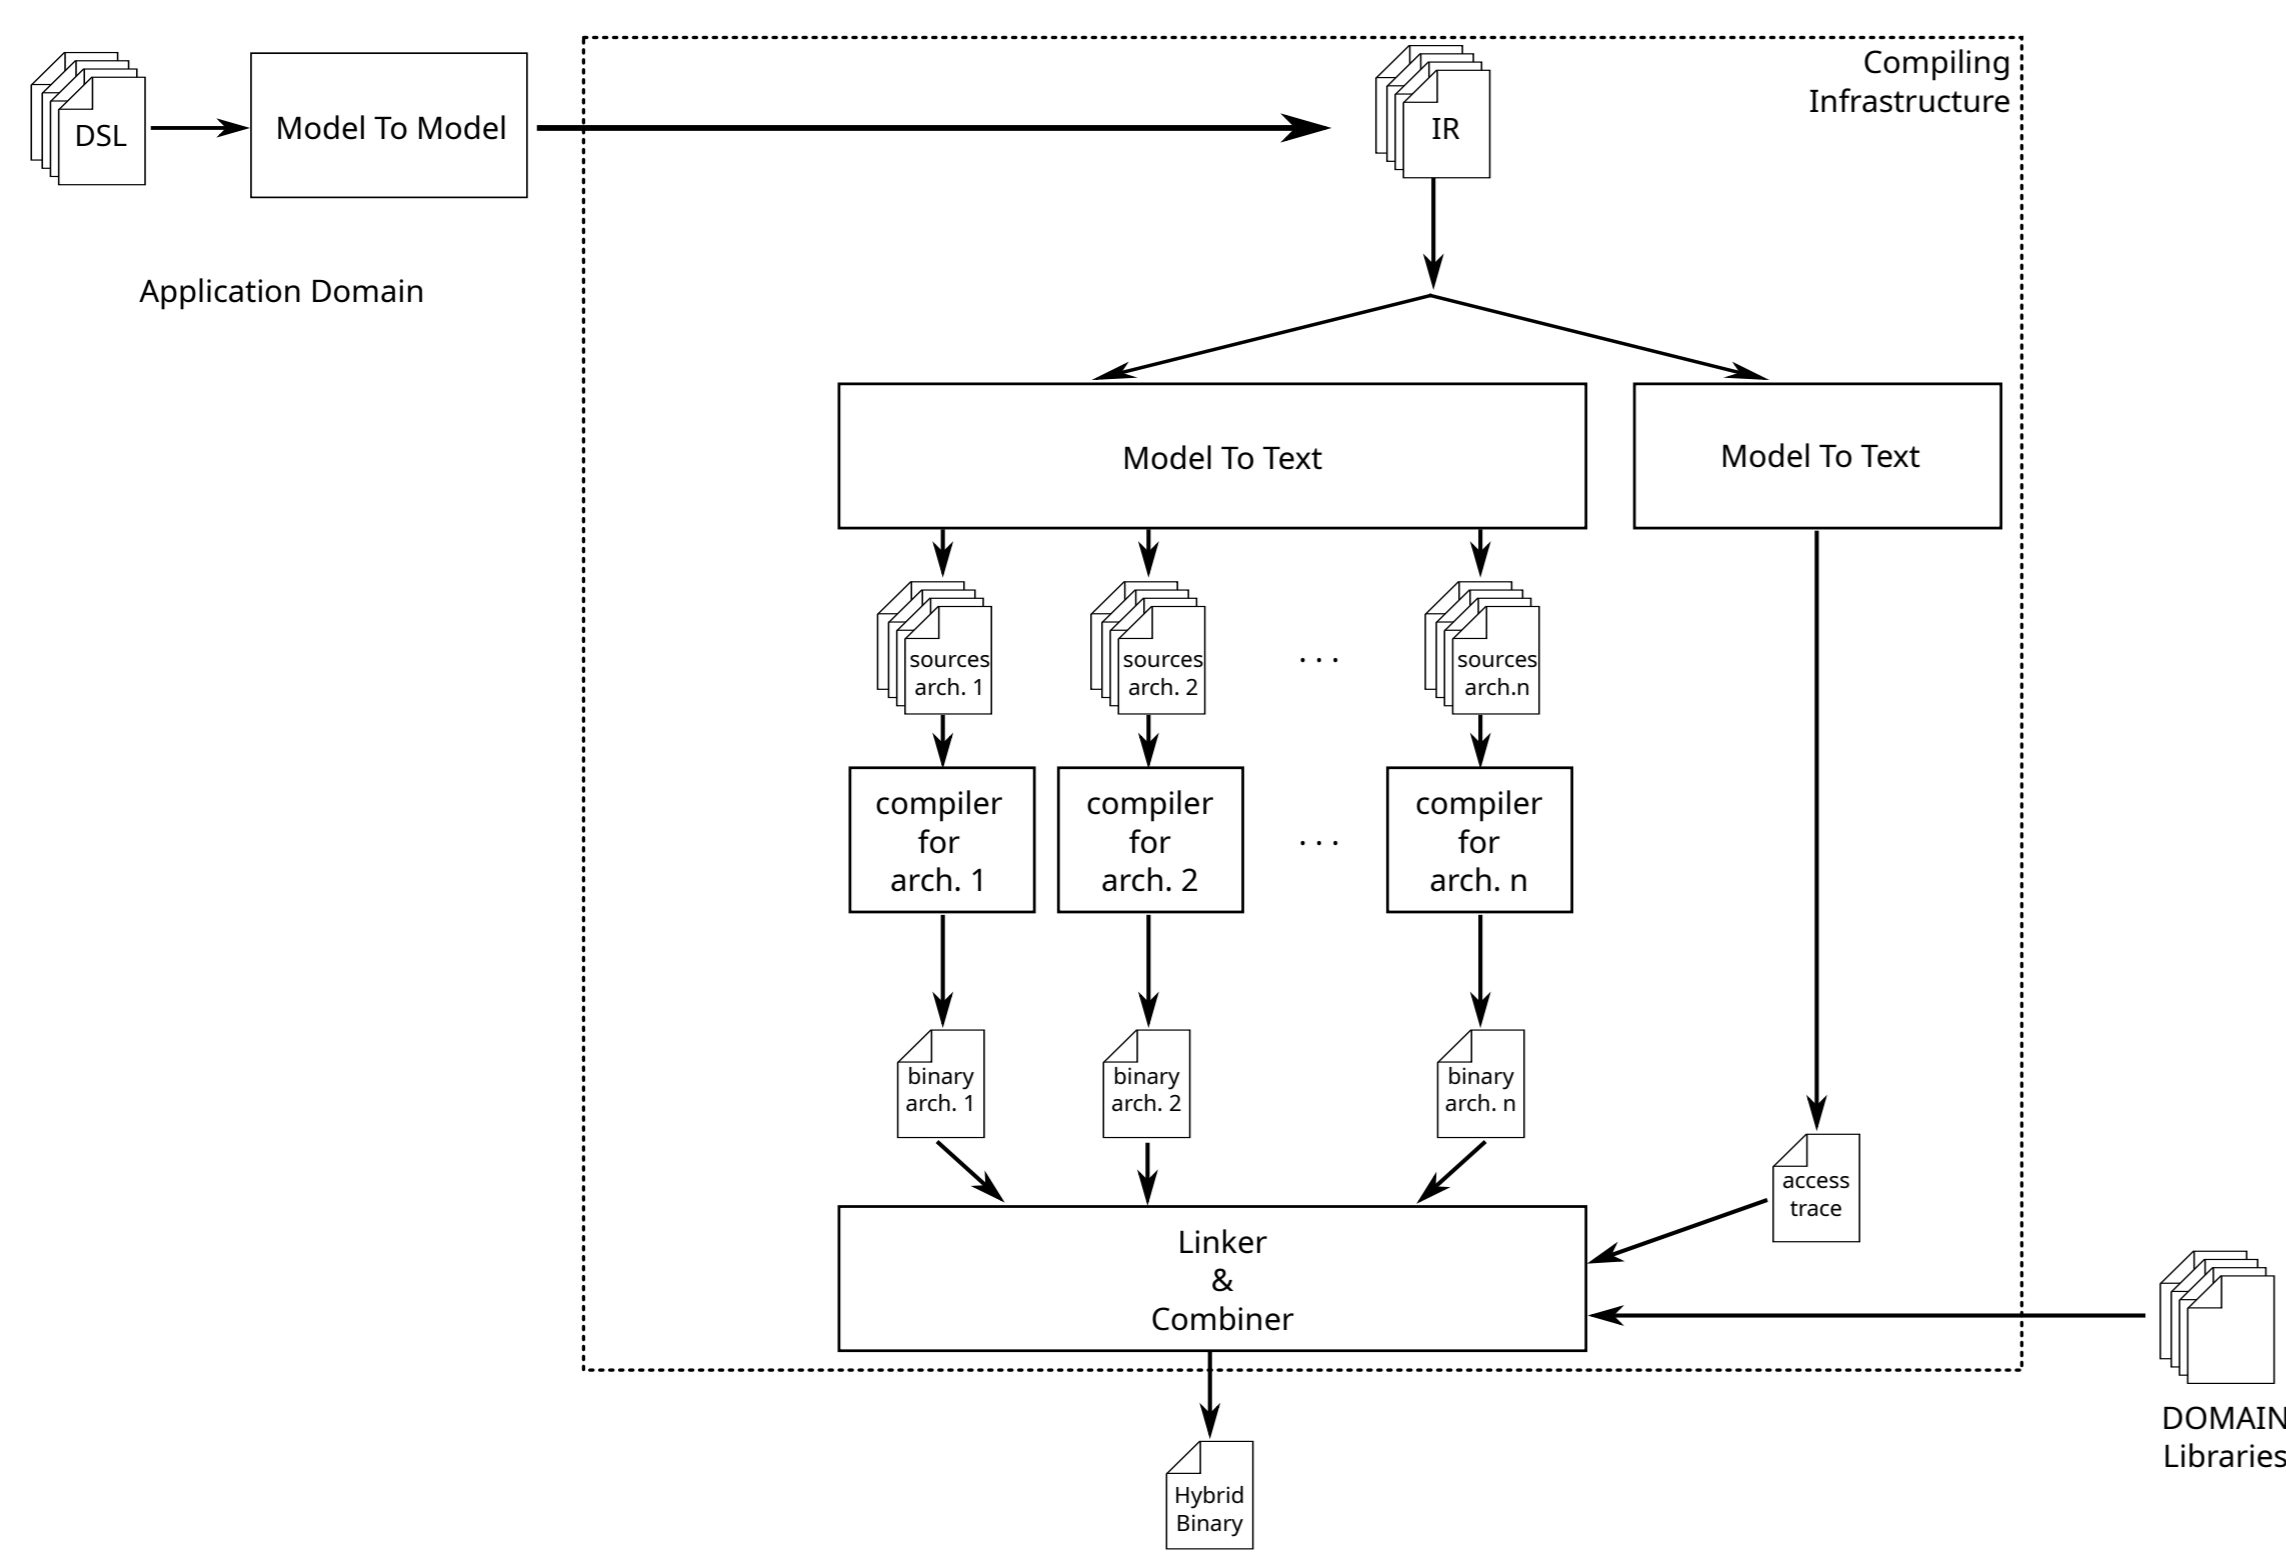 Compiling
Infrastructure
DSL
Model To Model
IR
Application Domain
Model To Text
Model To Text
sources
arch. 1
sources
arch. 2
. . .
sources
arch.n
compiler
for
arch. 1
compiler
for
arch. 2
. . .
compiler
for
arch. n
binary
arch. 1
binary
arch. 2
binary
arch. n
access
trace
Linker
&
Combiner
DOMAIN
Libraries
Hybrid
Binary